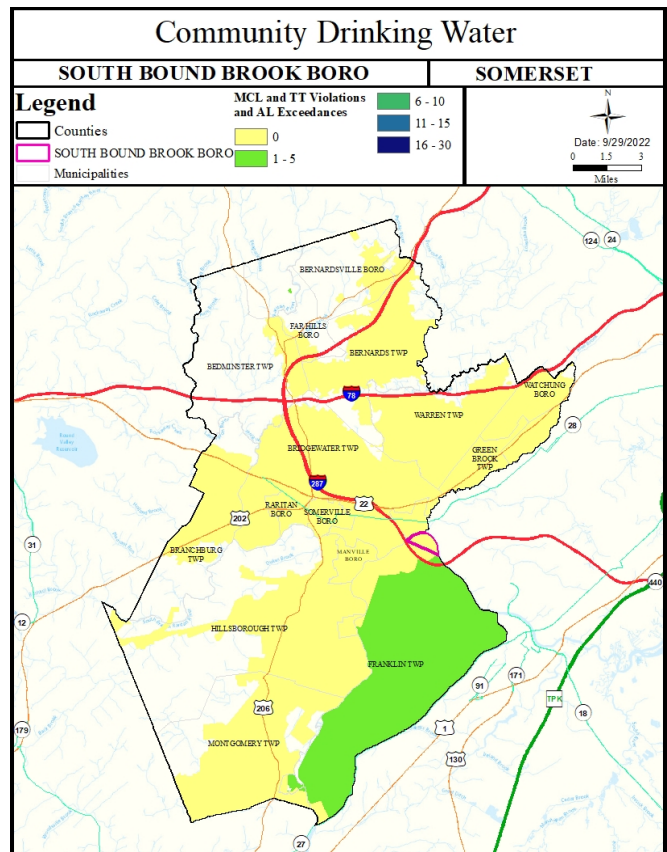 Community Drinking Water
SOUTH BOUND BROOK BORO
SOMERSET
Legend
Counties
SOUTH BOUND BROOK BORO
Municipalities
MCL and TT Violations
and AL Exceedances
0
1 - 5
6 - 10
11 - 15
16 - 30
N
Date: 9/29/2022
0 1.5 3
Miles
124
24
BERNARDSVILLE BORO
FAR HILLS
BORO
BERNARDS TWP
BEDMINSTER TWP
78
WATCHUNG
BORO
WARREN TWP
28
BRIDGEWATER TWP
GREEN
BROOK
TWP
287
22
RARITAN
BORO
SOMERVILLE
BORO
202
31
BRANCHBURG
TWP
MANVILLE
BORO
440
12
HILLSBOROUGH TWP
FRANKLIN TWP
171
91
TPK
206
18
179
1
MONTGOMERY TWP
130
27